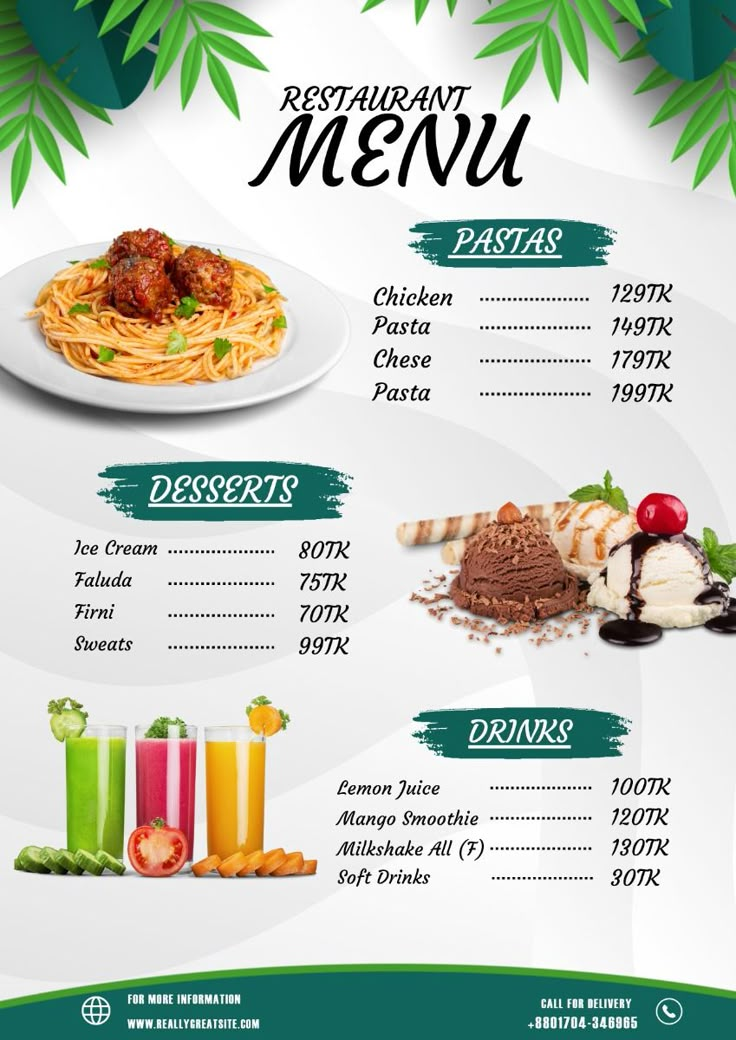 RESTAURANT
MENU
PASTAS
Chicken ........................ 129TK
Pasta ........................ 149TK
Chese ........................ 179TK
Pasta ........................ 199TK
DESSERTS
Ice Cream ........................ 80TK
Faluda ........................ 75TK
Firni ........................ 70TK
Sweats ........................ 99TK
DRINKS
Lemon Juice ........................ 100TK
Mango Smoothie ........................ 120TK
Milkshake All (F) ........................ 130TK
Soft Drinks ........................ 30TK
FOR MORE INFORMATION
WWW.REALLYGREATSITE.COM
CALL FOR DELIVERY
+8801704-346965